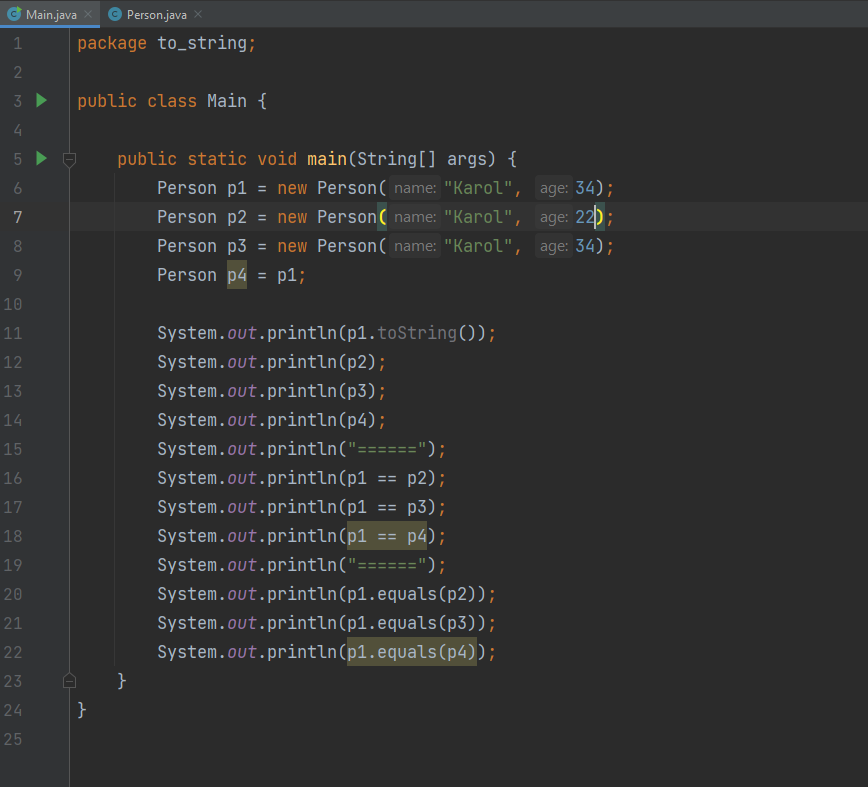 Main.java × Person.java ×
1 package to_string;
2
3 public class Main {
4
5 public static void main(String[] args) {
6 Person p1 = new Person( name: "Karol", age: 34);
7 Person p2 = new Person( name: "Karol", age: 22);
8 Person p3 = new Person( name: "Karol", age: 34);
9 Person p4 = p1;
10
11 System.out.println(p1.toString());
12 System.out.println(p2);
13 System.out.println(p3);
14 System.out.println(p4);
15 System.out.println("======");
16 System.out.println(p1 == p2);
17 System.out.println(p1 == p3);
18 System.out.println(p1 == p4);
19 System.out.println("======");
20 System.out.println(p1.equals(p2));
21 System.out.println(p1.equals(p3));
22 System.out.println(p1.equals(p4));
23 }
24 }
25